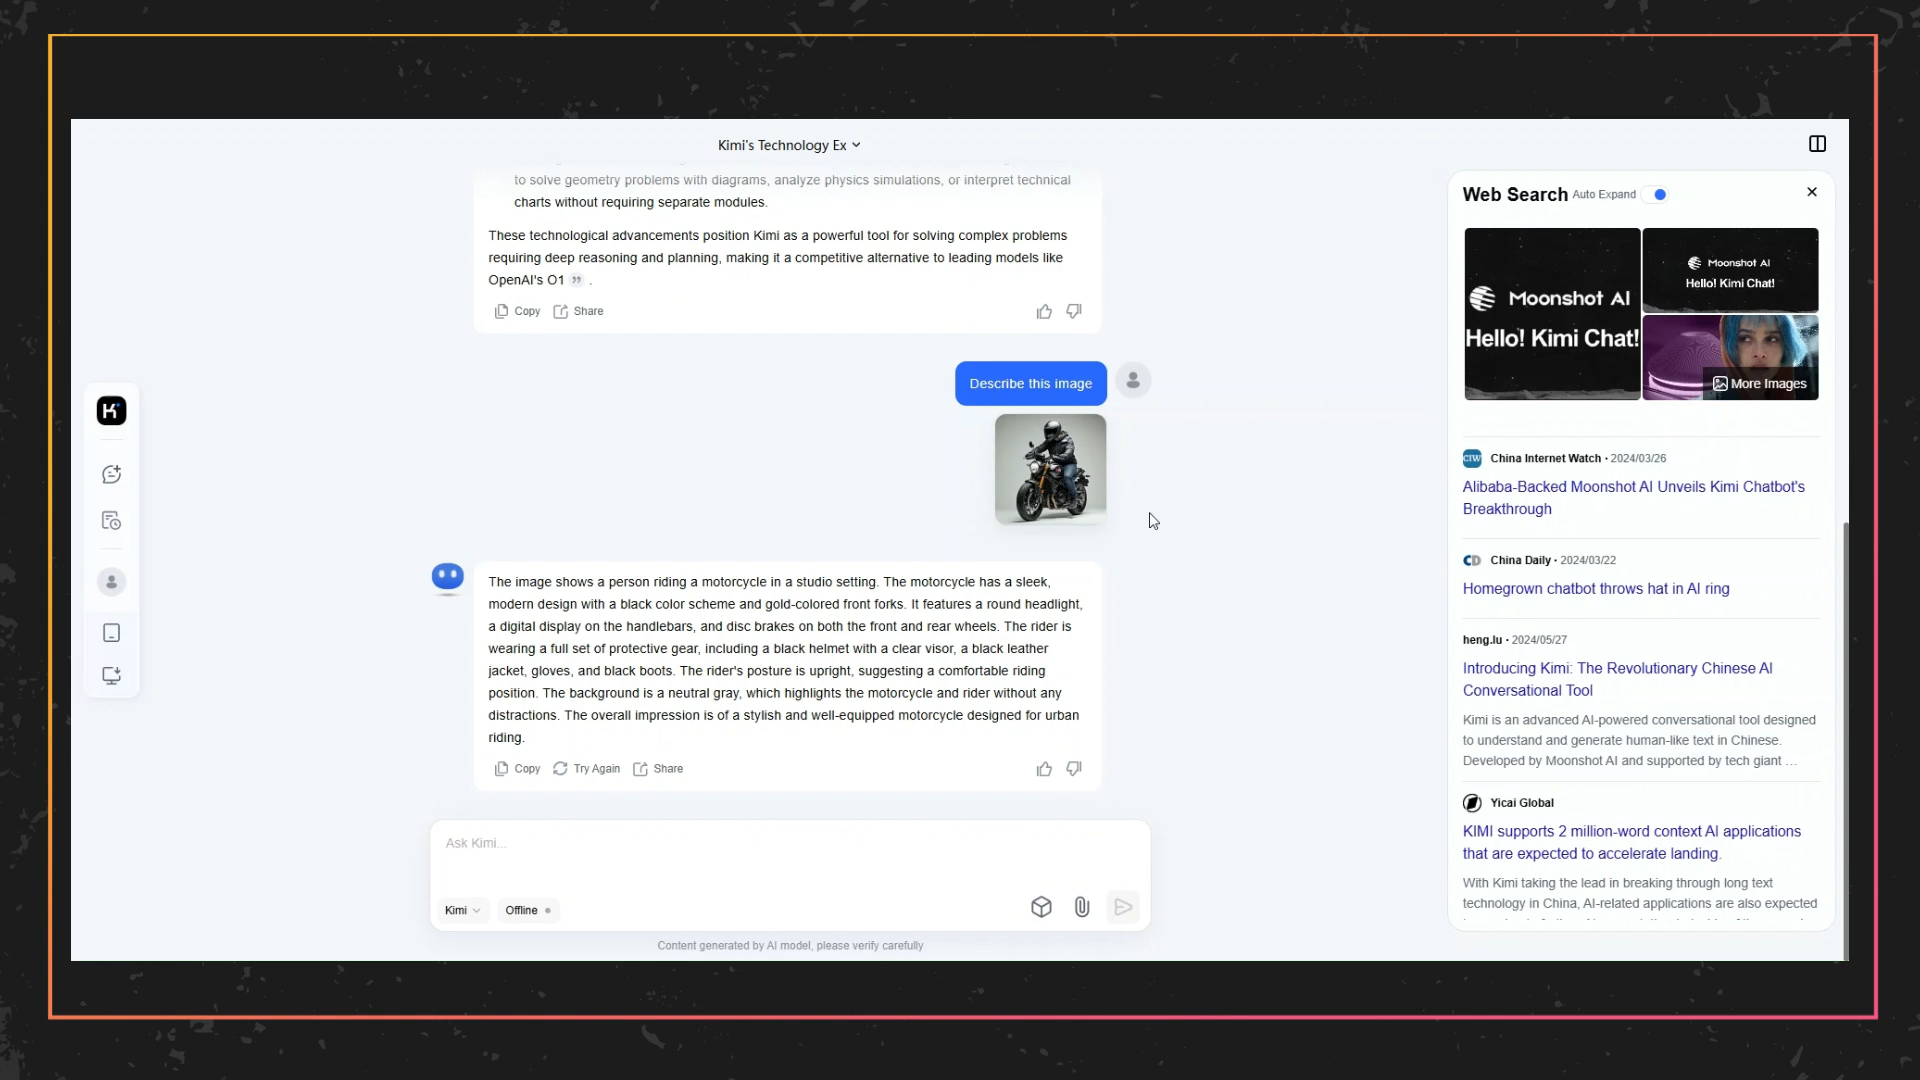 Kimi's Technology Ex
to solve geometry problems with diagrams, analyze physics simulations, or interpret technical
charts without requiring separate modules.
These technological advancements position Kimi as a powerful tool for solving complex problems
requiring deep reasoning and planning, making it a competitive alternative to leading models like
OpenAI's O1 ” .
Copy Share
Describe this image
The image shows a person riding a motorcycle in a studio setting. The motorcycle has a sleek,
modern design with a black color scheme and gold-colored front forks. It features a round headlight,
a digital display on the handlebars, and disc brakes on both the front and rear wheels. The rider is
wearing a full set of protective gear, including a black helmet with a clear visor, a black leather
jacket, gloves, and black boots. The rider's posture is upright, suggesting a comfortable riding
position. The background is a neutral gray, which highlights the motorcycle and rider without any
distractions. The overall impression is of a stylish and well-equipped motorcycle designed for urban
riding.
Copy Try Again Share
Ask Kimi...
Kimi Offline
Content generated by AI model, please verify carefully
Web Search Auto Expand
Moonshot AI
Hello! Kimi Chat!
Moonshot AI
Hello! Kimi Chat!
More Images
CIW China Internet Watch · 2024/03/26
Alibaba-Backed Moonshot AI Unveils Kimi Chatbot's
Breakthrough
CD China Daily · 2024/03/22
Homegrown chatbot throws hat in AI ring
heng.lu · 2024/05/27
Introducing Kimi: The Revolutionary Chinese AI
Conversational Tool
Kimi is an advanced AI-powered conversational tool designed
to understand and generate human-like text in Chinese.
Developed by Moonshot AI and supported by tech giant ...
Yicai Global
KIMI supports 2 million-word context AI applications
that are expected to accelerate landing.
With Kimi taking the lead in breaking through long text
technology in China, AI-related applications are also expected